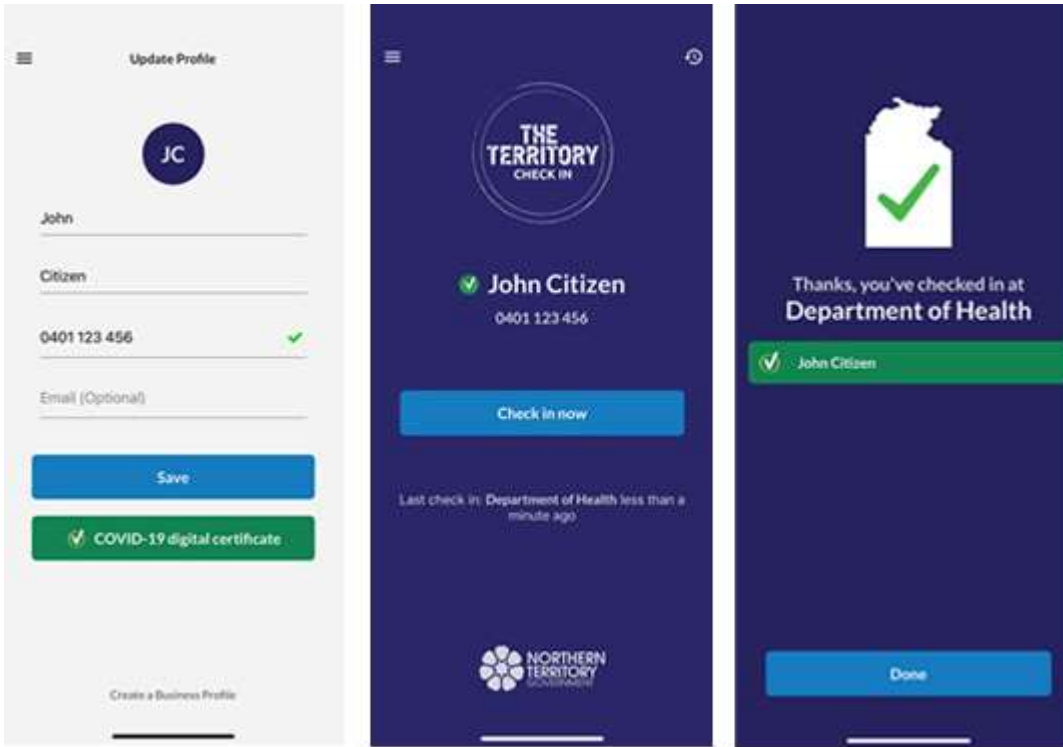 Update Profile
JC
John
Citizen
0401 123 456
Email (Optional)
Save
COVID-19 digital certificate
Create a Business Profile
THE
TERRITORY
CHECK IN
John Citizen
0401 123 456
Check in now
Last check in: Department of Health less than a
minute ago
NORTHERN
TERRITORY
GOVERNMENT
Thanks, you've checked in at
Department of Health
John Citizen
Done